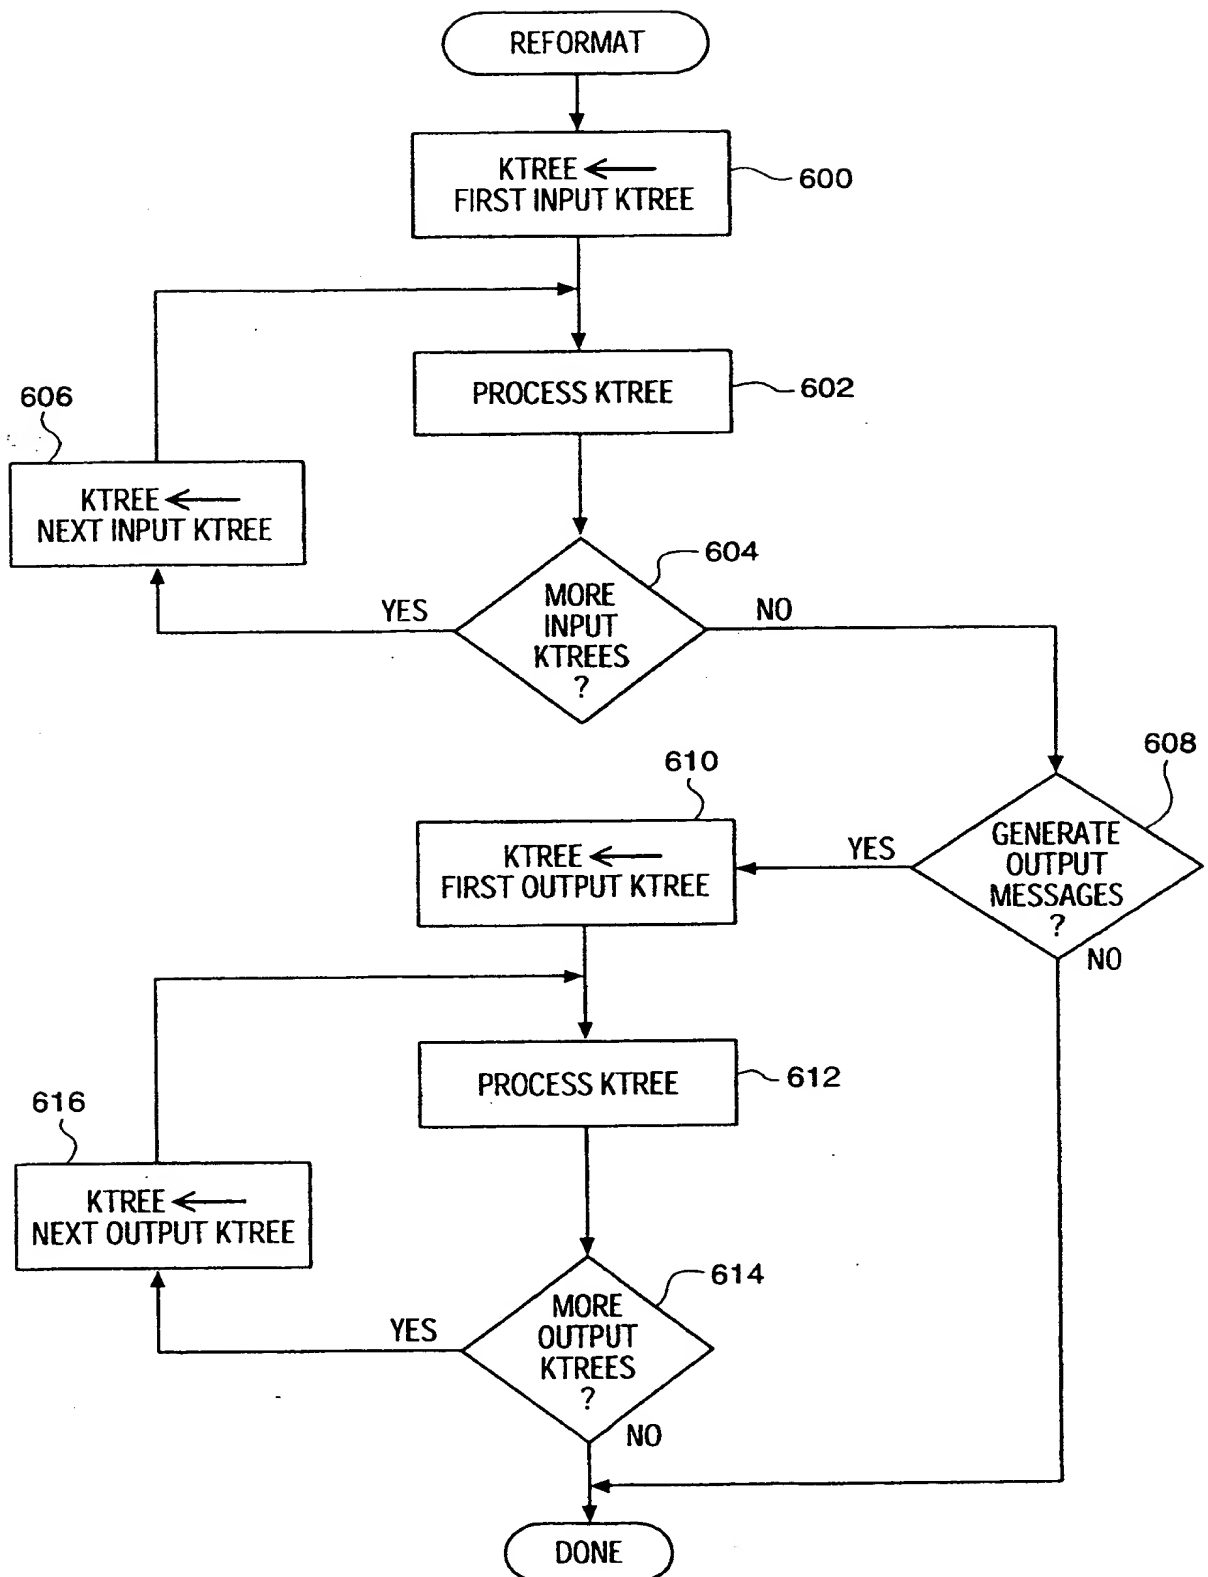 REFORMAT
KTREE ←
FIRST INPUT KTREE
600
PROCESS KTREE
602
606
KTREE ←
NEXT INPUT KTREE
604
MORE
INPUT
KTREES
?
YES
NO
608
GENERATE
OUTPUT
MESSAGES
?
YES
NO
610
KTREE ←
FIRST OUTPUT KTREE
PROCESS KTREE
612
616
KTREE ←
NEXT OUTPUT KTREE
614
MORE
OUTPUT
KTREES
?
YES
NO
DONE